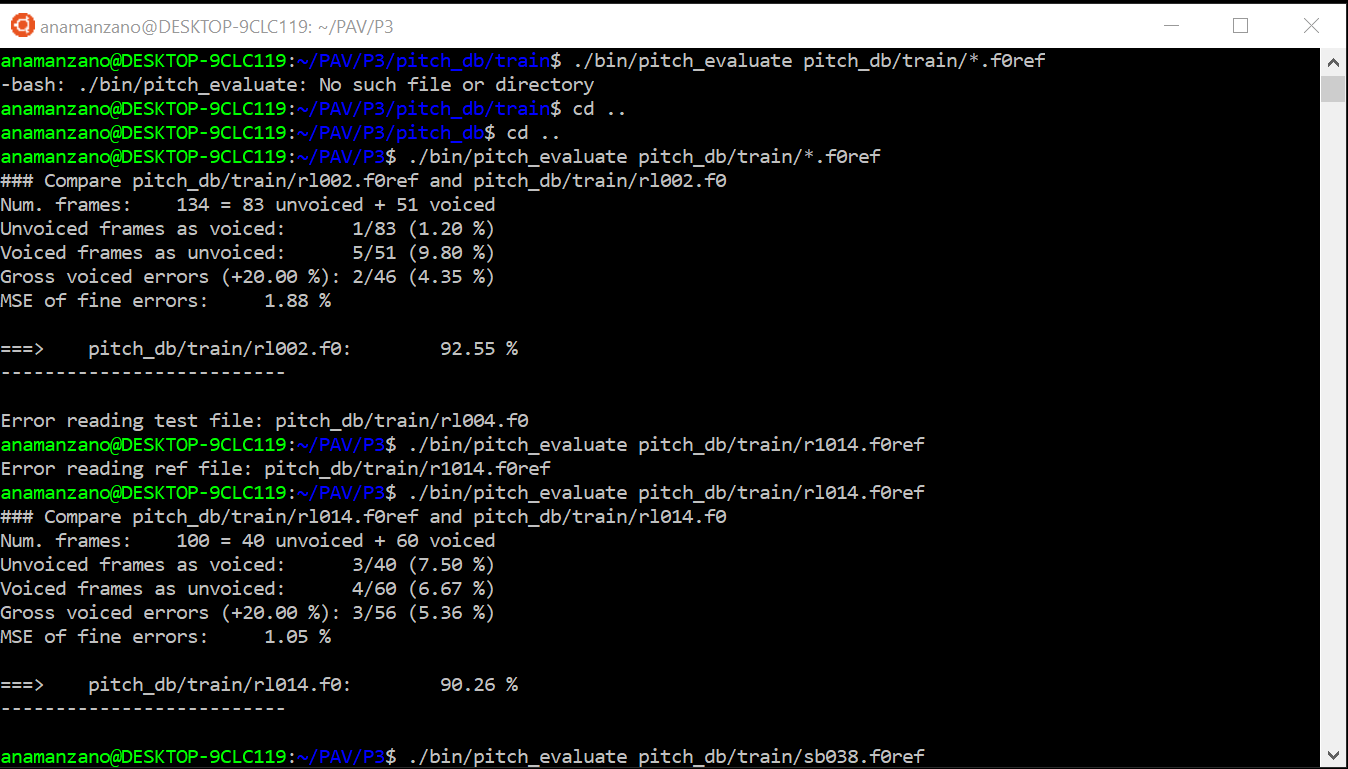 anamanzano@DESKTOP-9CLC119: ~/PAV/P3
anamanzano@DESKTOP-9CLC119:~/PAV/P3/pitch_db/train$ ./bin/pitch_evaluate pitch_db/train/*.f0ref
-bash: ./bin/pitch_evaluate: No such file or directory
anamanzano@DESKTOP-9CLC119:~/PAV/P3/pitch_db/train$ cd ..
anamanzano@DESKTOP-9CLC119:~/PAV/P3/pitch_db$ cd ..
anamanzano@DESKTOP-9CLC119:~/PAV/P3$ ./bin/pitch_evaluate pitch_db/train/*.f0ref
### Compare pitch_db/train/rl002.f0ref and pitch_db/train/rl002.f0
Num. frames:    134 = 83 unvoiced + 51 voiced
Unvoiced frames as voiced:      1/83 (1.20 %)
Voiced frames as unvoiced:      5/51 (9.80 %)
Gross voiced errors (+20.00 %): 2/46 (4.35 %)
MSE of fine errors:     1.88 %
===>    pitch_db/train/rl002.f0:        92.55 %
--------------------------
Error reading test file: pitch_db/train/rl004.f0
anamanzano@DESKTOP-9CLC119:~/PAV/P3$ ./bin/pitch_evaluate pitch_db/train/r1014.f0ref
Error reading ref file: pitch_db/train/r1014.f0ref
anamanzano@DESKTOP-9CLC119:~/PAV/P3$ ./bin/pitch_evaluate pitch_db/train/rl014.f0ref
### Compare pitch_db/train/rl014.f0ref and pitch_db/train/rl014.f0
Num. frames:    100 = 40 unvoiced + 60 voiced
Unvoiced frames as voiced:      3/40 (7.50 %)
Voiced frames as unvoiced:      4/60 (6.67 %)
Gross voiced errors (+20.00 %): 3/56 (5.36 %)
MSE of fine errors:     1.05 %
===>    pitch_db/train/rl014.f0:        90.26 %
--------------------------
anamanzano@DESKTOP-9CLC119:~/PAV/P3$ ./bin/pitch_evaluate pitch_db/train/sb038.f0ref